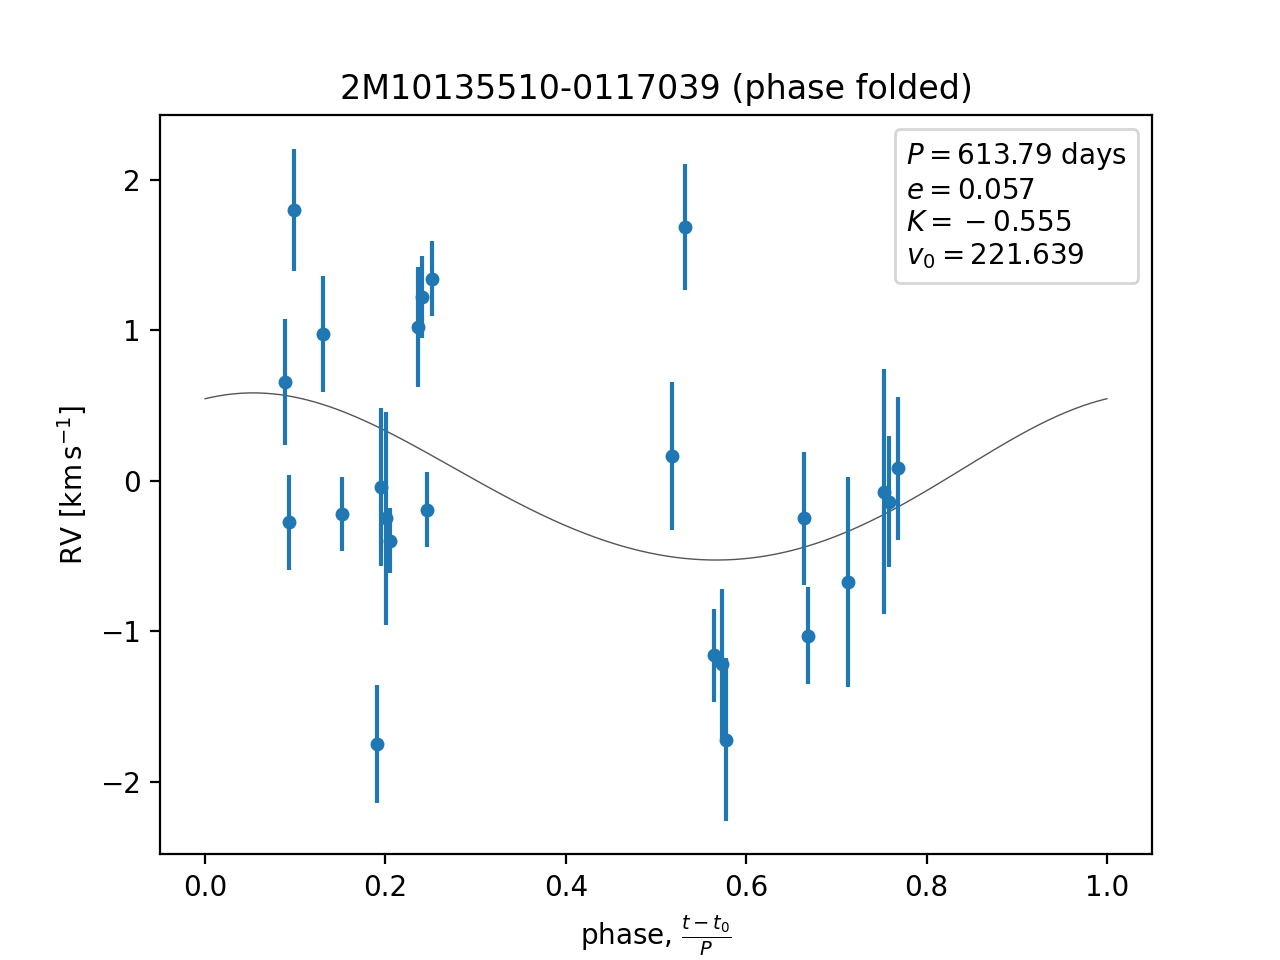 2M10135510-0117039 (phase folded)
P = 613.79 days
e = 0.057
K = − 0.555
v₀ = 221.639
2
1
0
−1
−2
RV [km s⁻¹]
0.0 0.2 0.4 0.6 0.8 1.0
phase, (t − t₀)/P